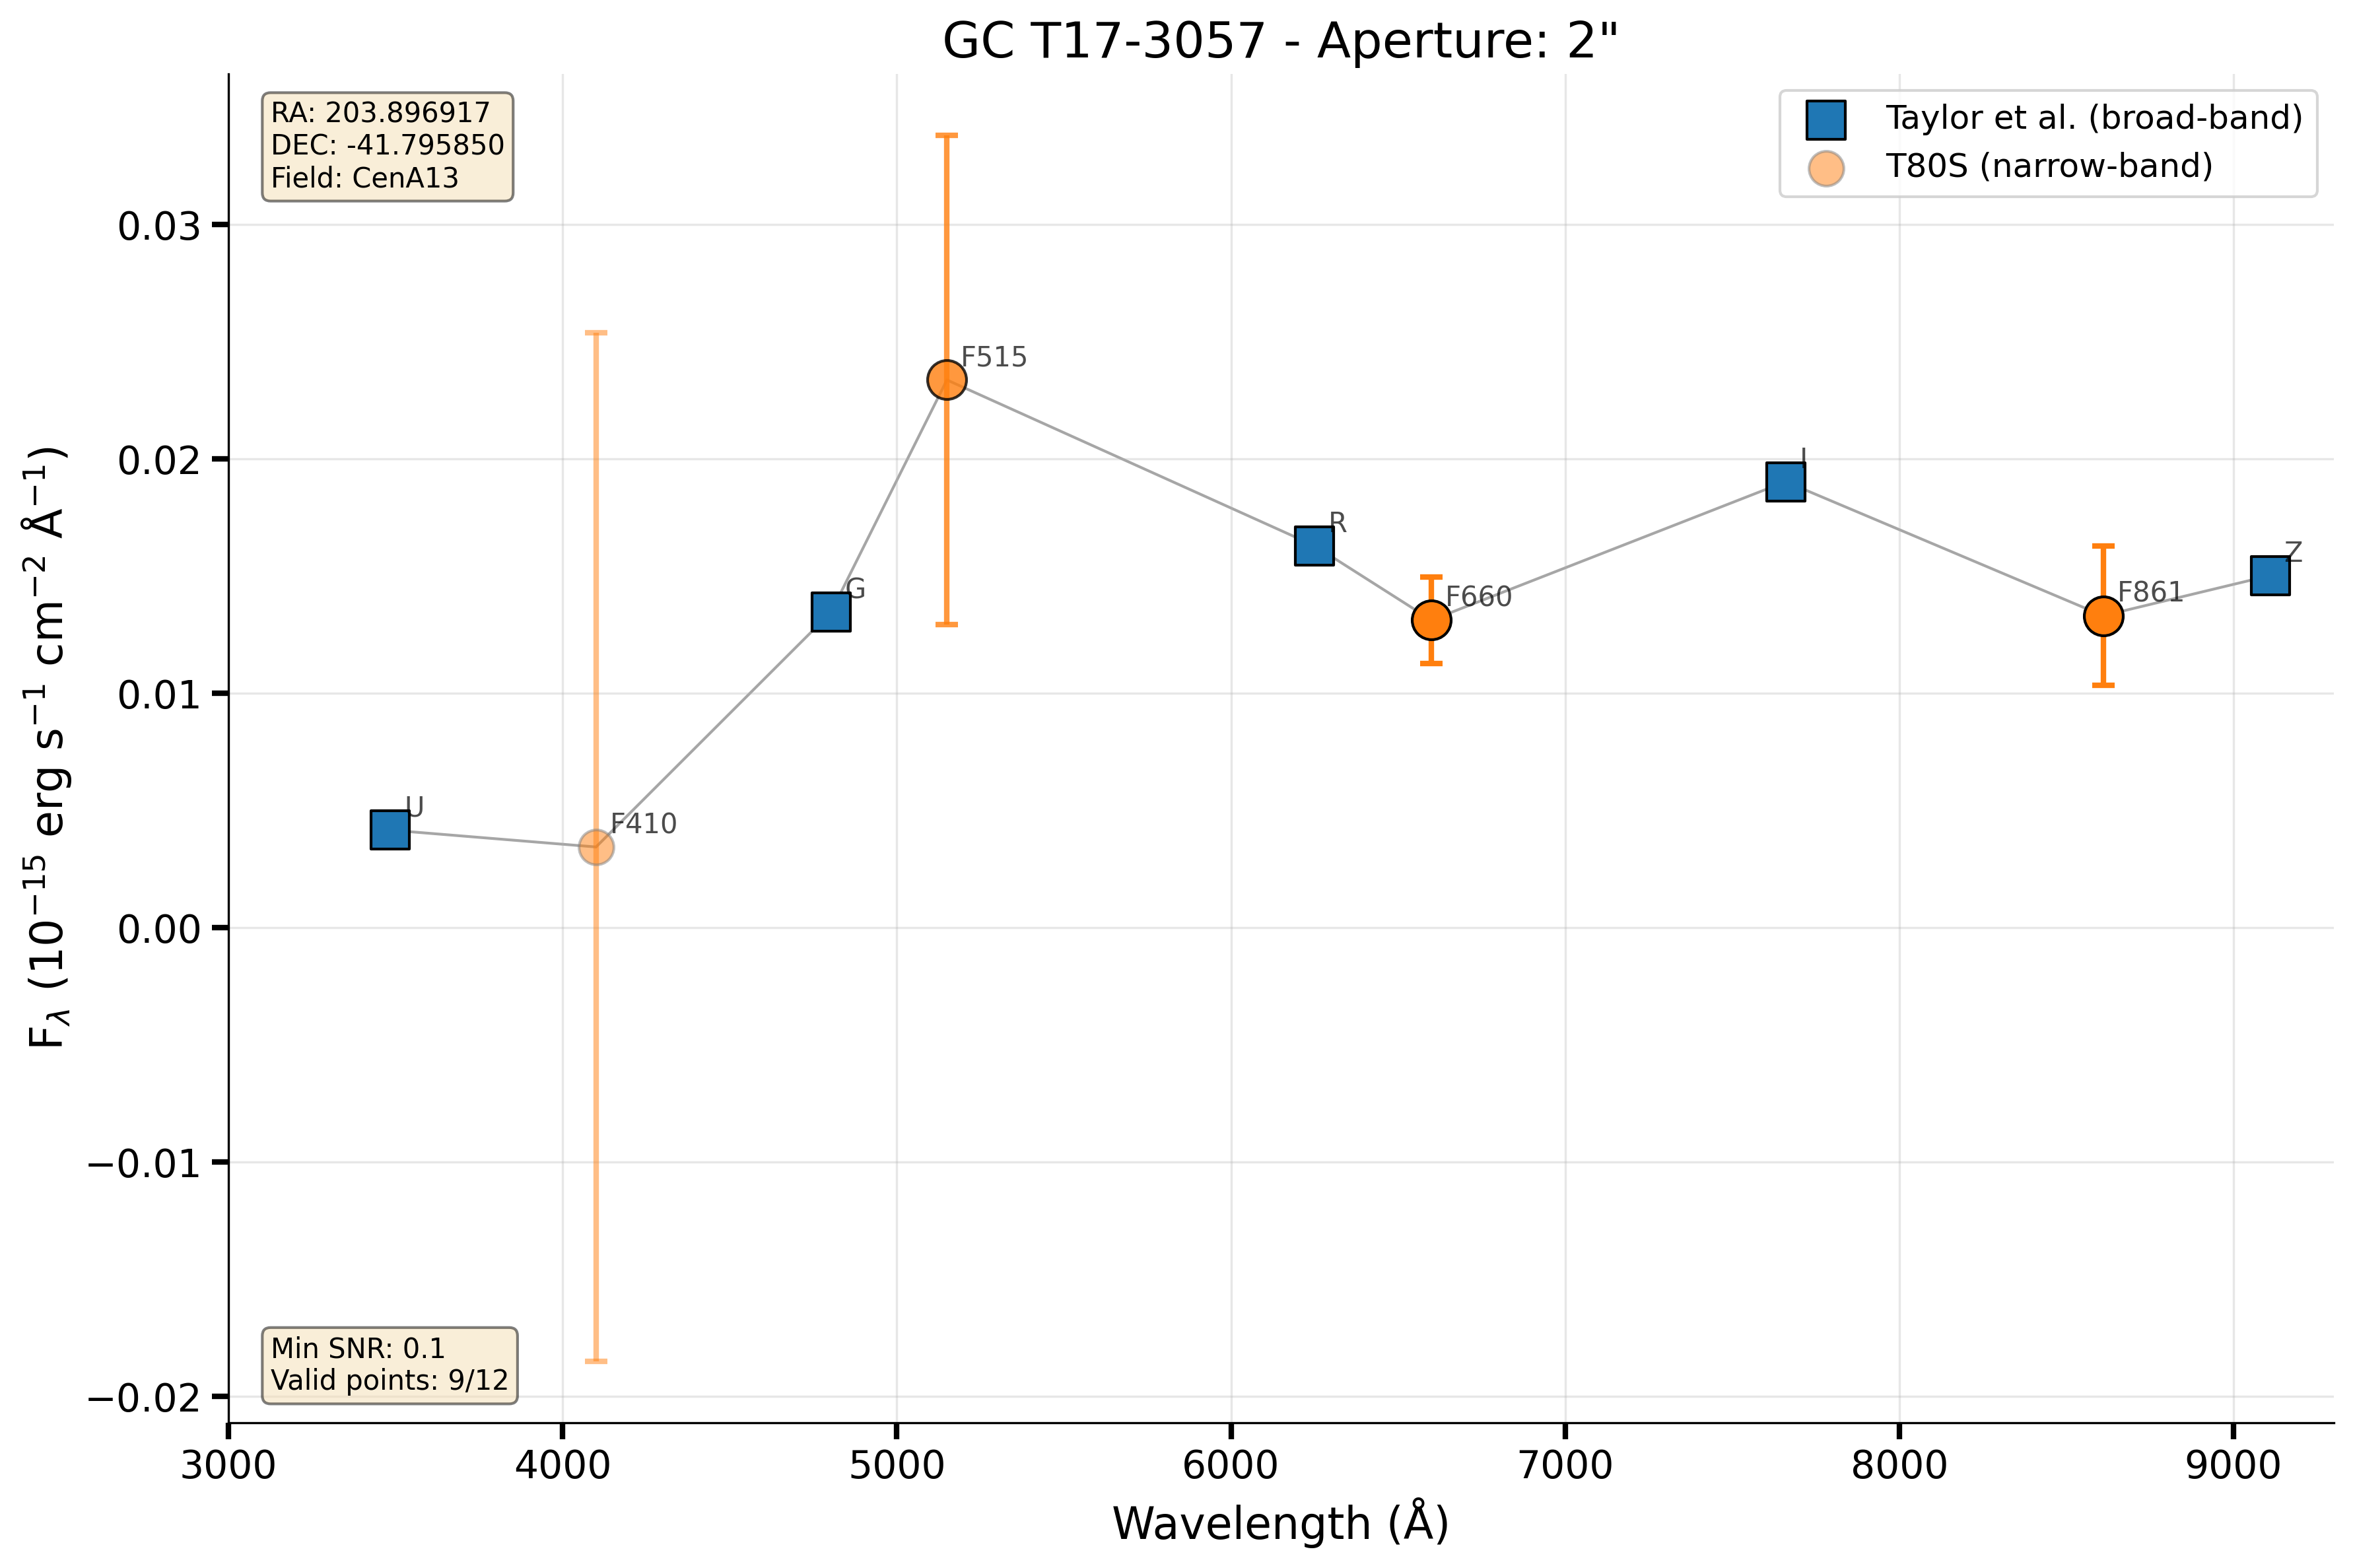 GC T17-3057 - Aperture: 2"
RA: 203.896917
DEC: -41.795850
Field: CenA13
Taylor et al. (broad-band)
T80S (narrow-band)
F_λ (10⁻¹⁵ erg s⁻¹ cm⁻² Å⁻¹)
0.03
0.02
0.01
0.00
−0.01
−0.02
U
F410
G
F515
R
F660
I
F861
Z
Min SNR: 0.1
Valid points: 9/12
3000 4000 5000 6000 7000 8000 9000
Wavelength (Å)